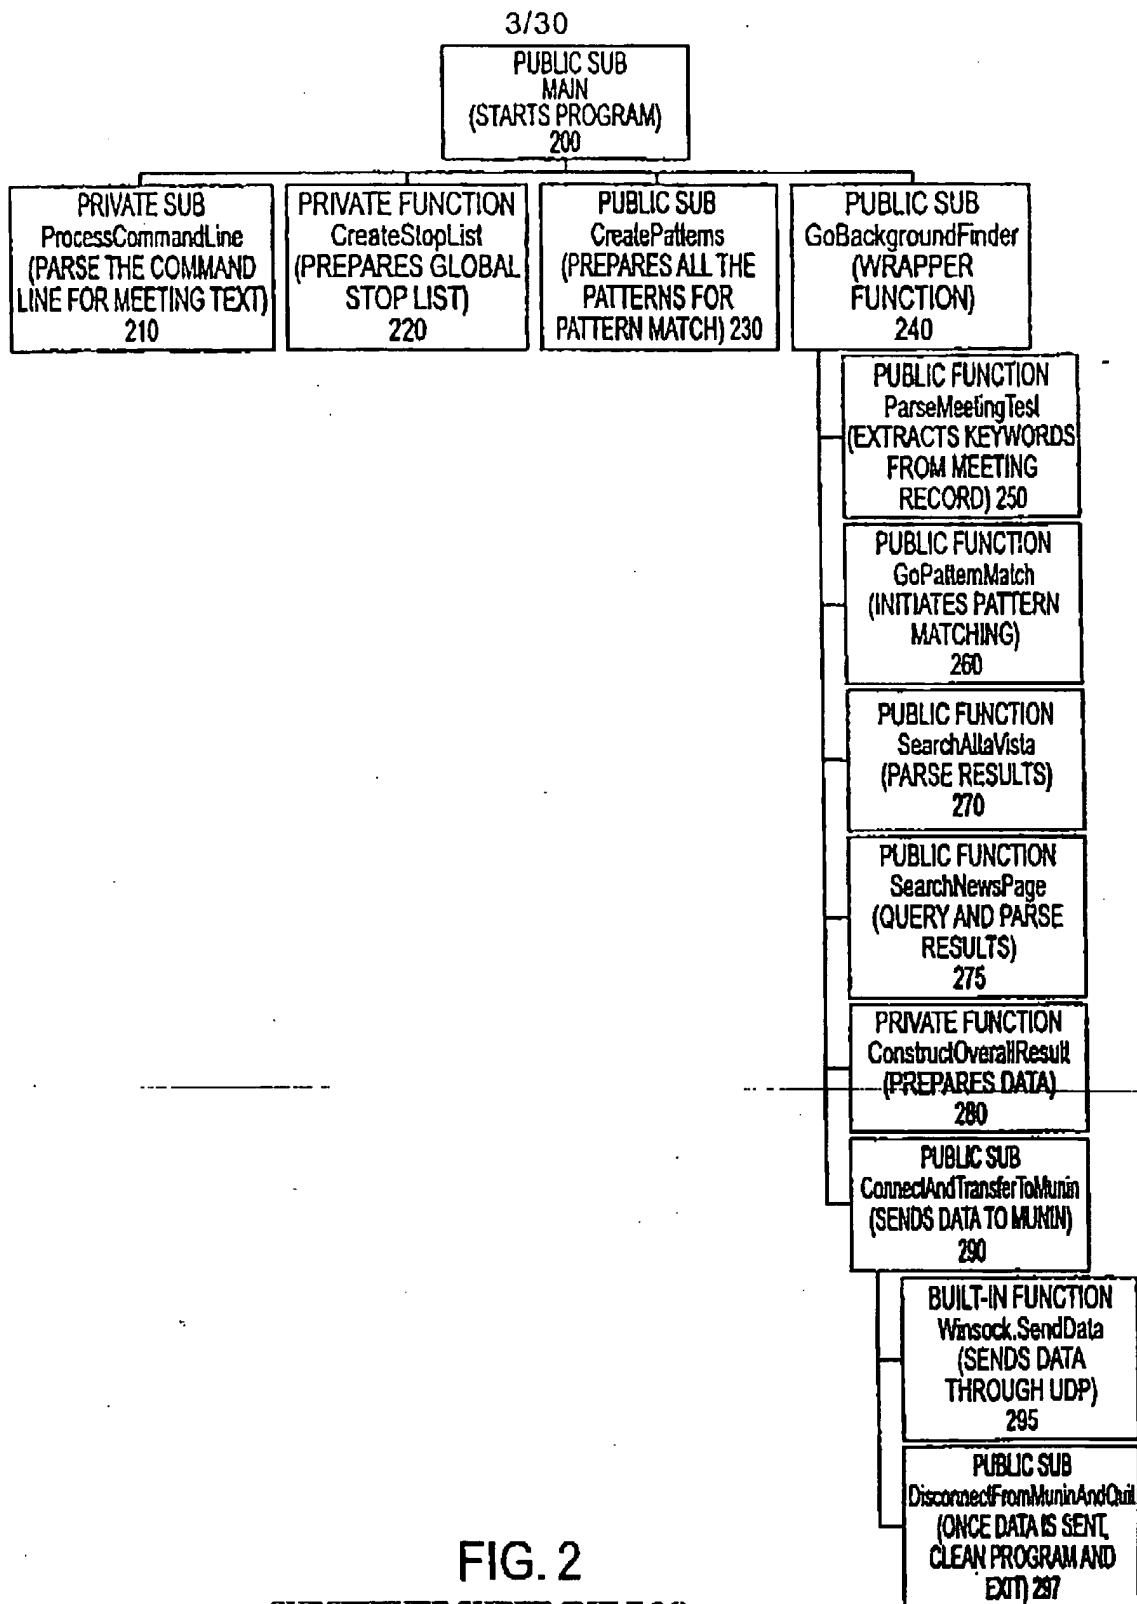 3/30
PUBLIC SUB
MAIN
(STARTS PROGRAM)
200
PRIVATE SUB
ProcessCommandLine
(PARSE THE COMMAND
LINE FOR MEETING TEXT)
210
PRIVATE FUNCTION
CreateStopList
(PREPARES GLOBAL
STOP LIST)
220
PUBLIC SUB
CreatePatterns
(PREPARES ALL THE
PATTERNS FOR
PATTERN MATCH) 230
PUBLIC SUB
GoBackgroundFinder
(WRAPPER
FUNCTION)
240
PUBLIC FUNCTION
ParseMeetingTest
(EXTRACTS KEYWORDS
FROM MEETING
RECORD) 250
PUBLIC FUNCTION
GoPatternMatch
(INITIATES PATTERN
MATCHING)
260
PUBLIC FUNCTION
SearchAltaVista
(PARSE RESULTS)
270
PUBLIC FUNCTION
SearchNewsPage
(QUERY AND PARSE
RESULTS)
275
PRIVATE FUNCTION
ConstructOverallResult
(PREPARES DATA)
280
PUBLIC SUB
ConnectAndTransferToMunin
(SENDS DATA TO MUNIN)
290
BUILT-IN FUNCTION
Winsock.SendData
(SENDS DATA
THROUGH UDP)
295
PUBLIC SUB
DisconnectFromMuninAndQuit
(ONCE DATA IS SENT,
CLEAN PROGRAM AND
EXIT) 297
FIG. 2